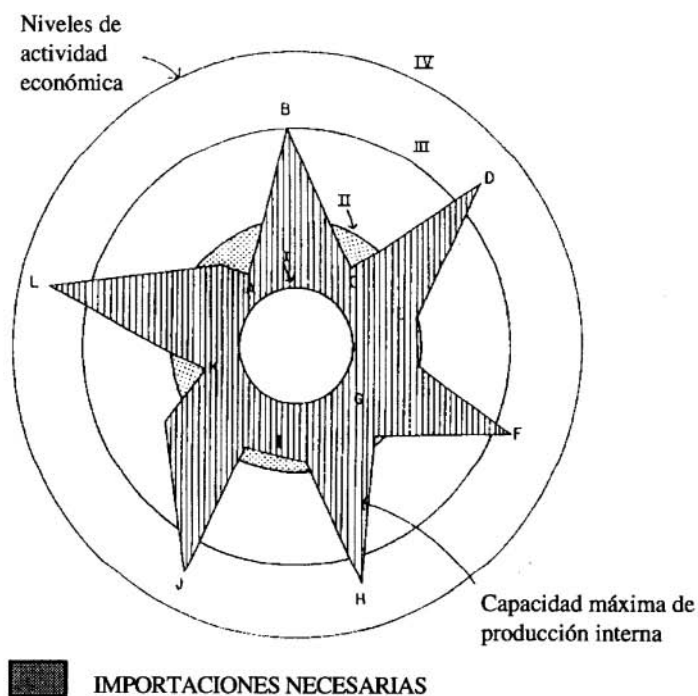 Niveles de
actividad
económica
IV
B
III
D
II
I
L
A
C
K
G
F
J
H
Capacidad máxima de
producción interna
IMPORTACIONES NECESARIAS